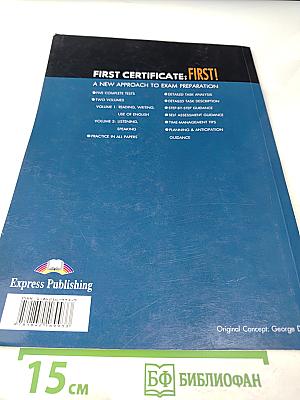 FIRST CERTIFICATE: FIRST!
A NEW APPROACH TO EXAM PREPARATION
FIVE COMPLETE TESTS
TWO VOLUMES
VOLUME 1: READING, WRITING,
USE OF ENGLISH
VOLUME 2: LISTENING,
SPEAKING
PRACTICE IN ALL PAPERS
DETAILED TASK ANALYSIS
DETAILED TASK DESCRIPTION
STEP-BY-STEP GUIDANCE
SELF ASSESSMENT GUIDANCE
TIME-MANAGEMENT TIPS
PLANNING & ANTICIPATION
GUIDANCE
Express Publishing
Original Concept: George D
15 см
БФ БИБЛИОФАН